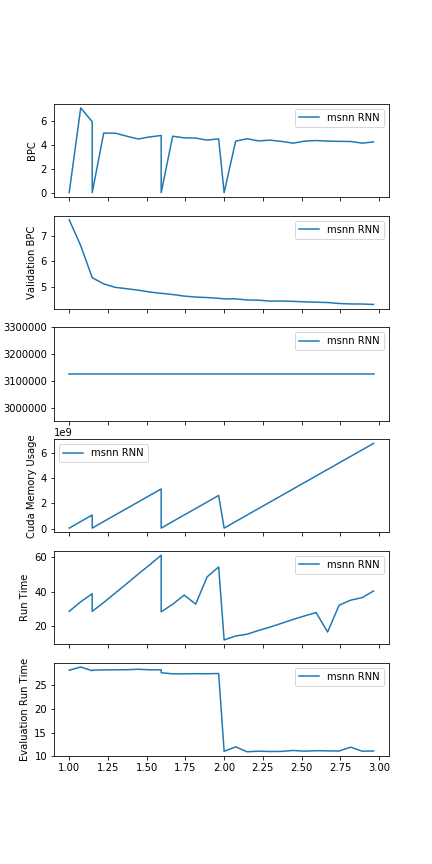 msnn RNN
BPC
6
4
2
0
msnn RNN
Validation BPC
7
6
5
msnn RNN
3300000
3200000
3100000
3000000
1e9
msnn RNN
Cuda Memory Usage
6
4
2
0
msnn RNN
Run Time
60
40
20
msnn RNN
Evaluation Run Time
25
20
15
10
1.00 1.25 1.50 1.75 2.00 2.25 2.50 2.75 3.00